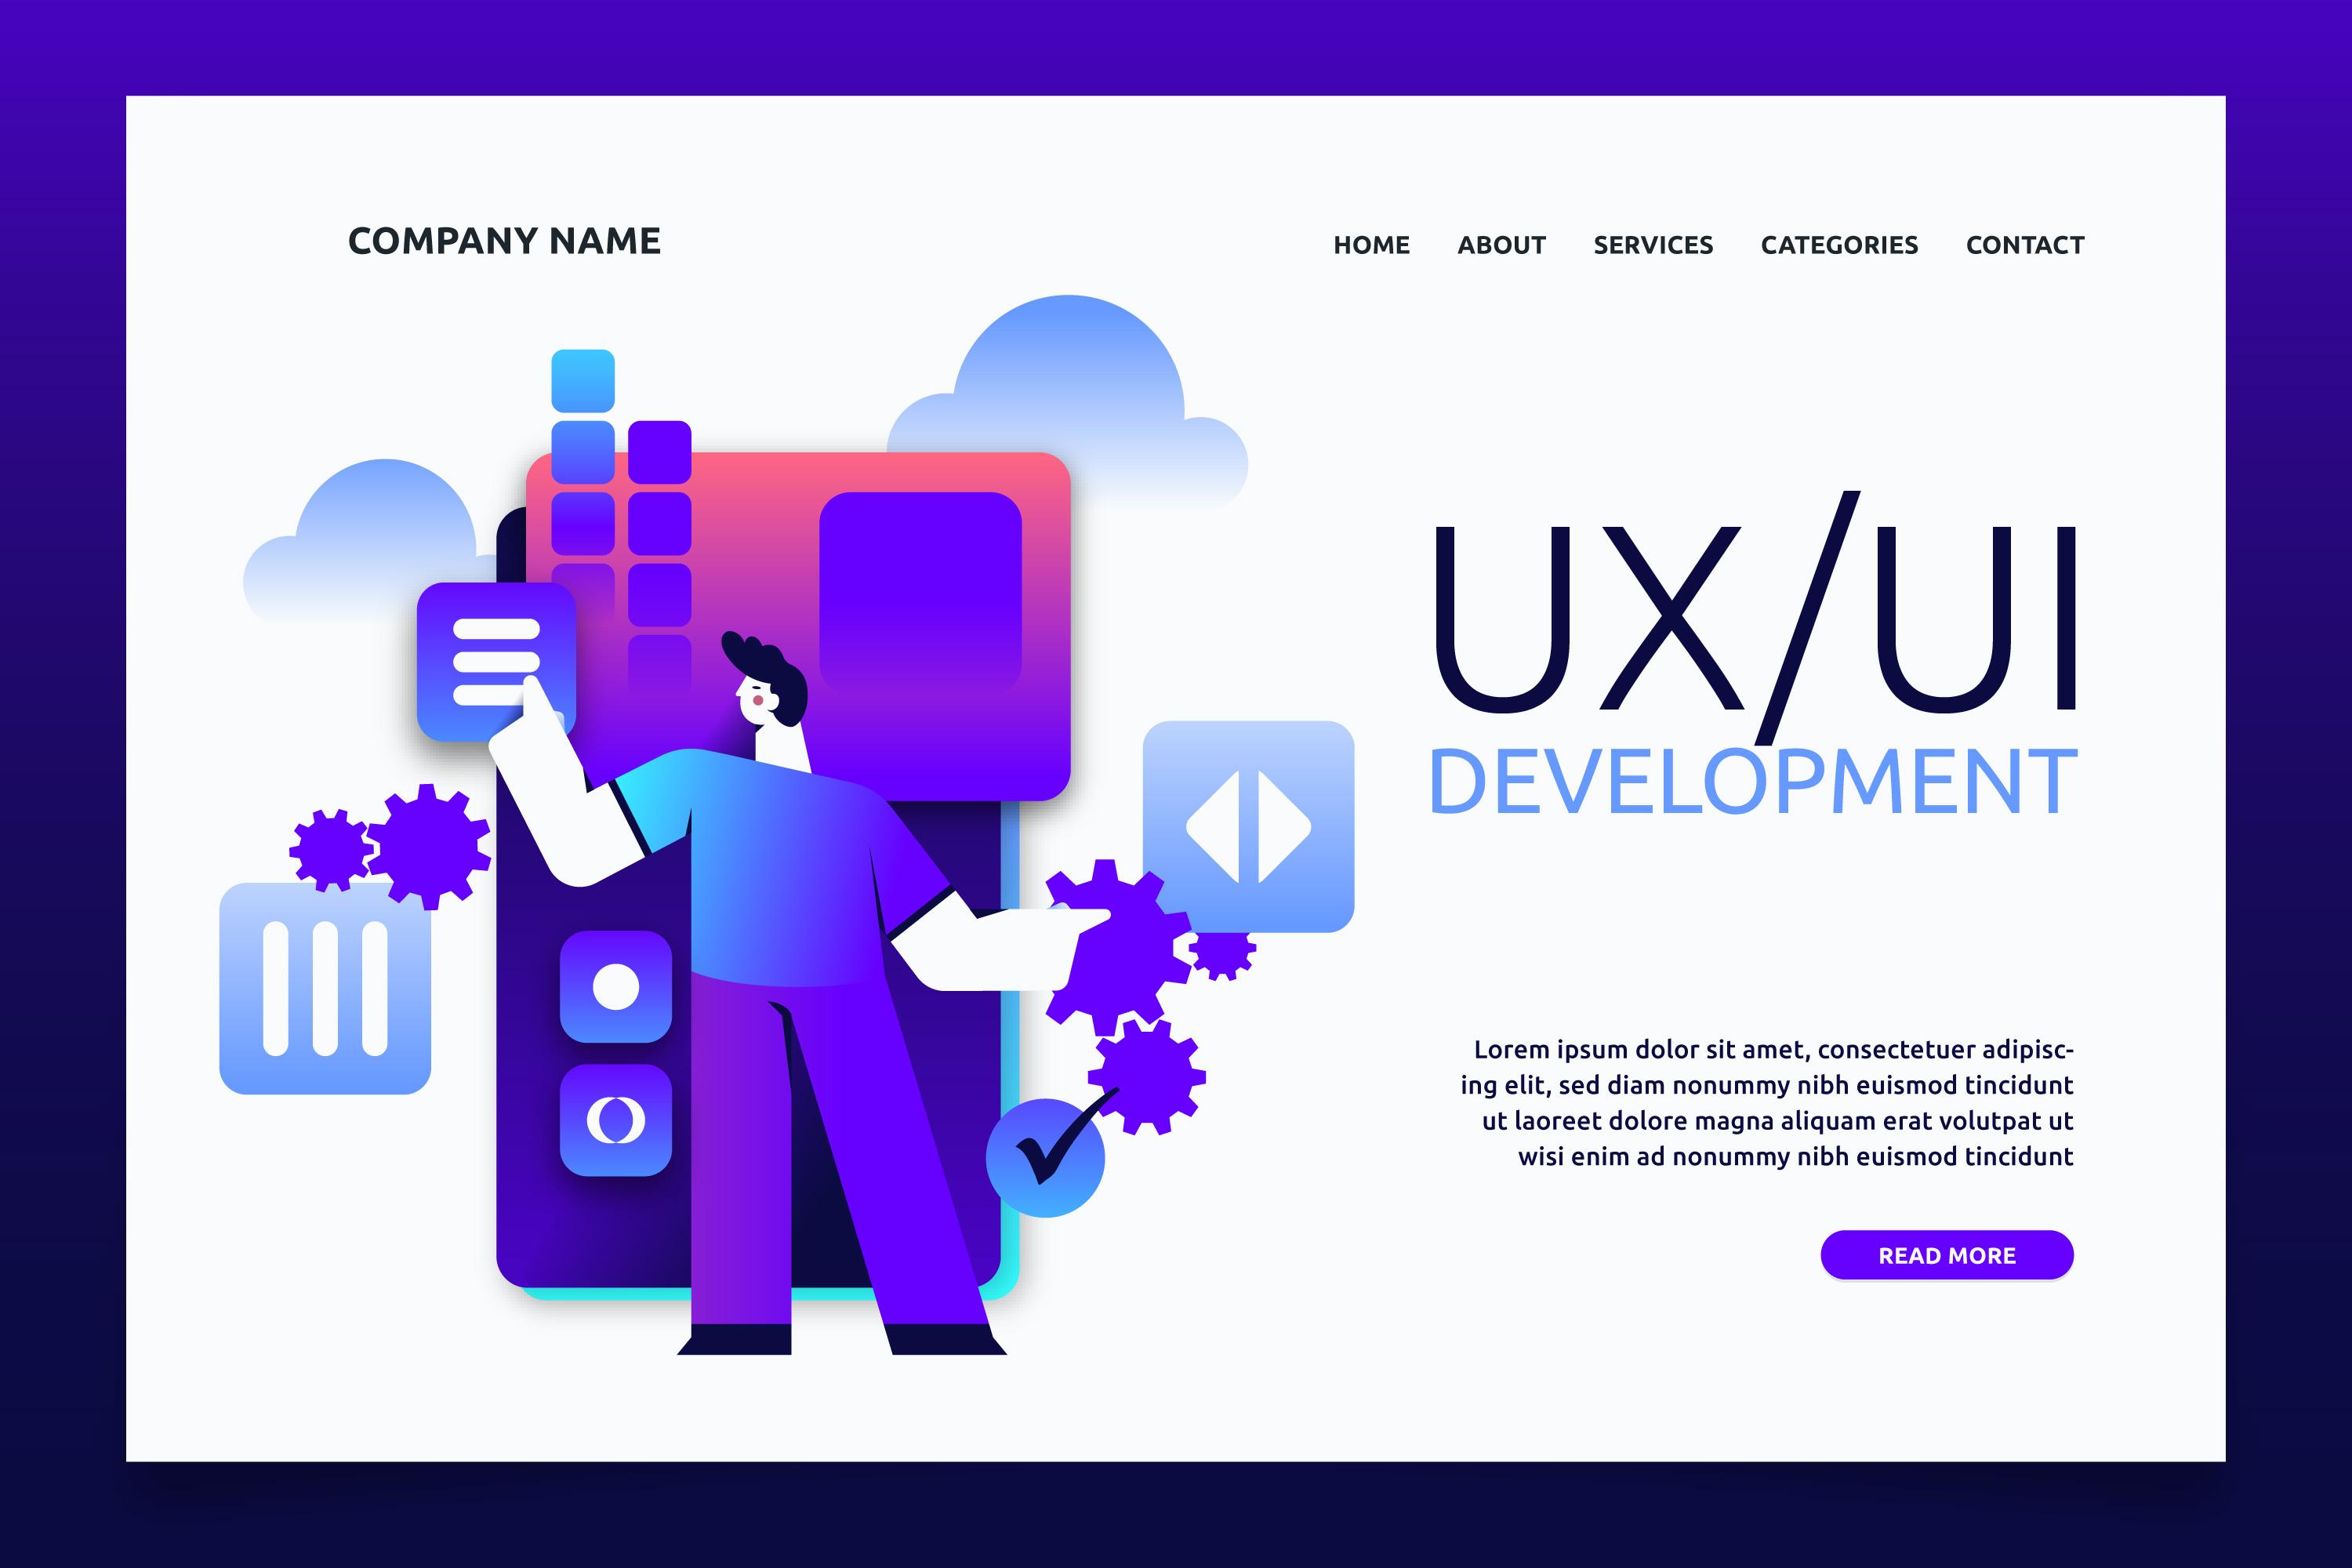 COMPANY NAME
HOME ABOUT SERVICES CATEGORIES CONTACT
UX/UI
DEVELOPMENT
Lorem ipsum dolor sit amet, consectetuer adipisc-
ing elit, sed diam nonummy nibh euismod tincidunt
ut laoreet dolore magna aliquam erat volutpat ut
wisi enim ad nonummy nibh euismod tincidunt
READ MORE